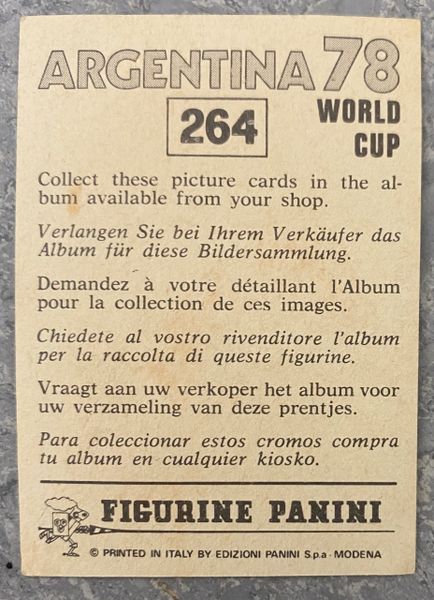 ARGENTINA 78
264
WORLD
CUP
Collect these picture cards in the al-
bum available from your shop.
Verlangen Sie bei Ihrem Verkäufer das
Album für diese Bildersammlung.
Demandez à votre détaillant l'Album
pour la collection de ces images.
Chiedete al vostro rivenditore l'album
per la raccolta di queste figurine.
Vraagt aan uw verkoper het album voor
uw verzameling van deze prentjes.
Para coleccionar estos cromos compra
tu album en cualquier kiosko.
FIGURINE PANINI
© PRINTED IN ITALY BY EDIZIONI PANINI S.p.a - MODENA